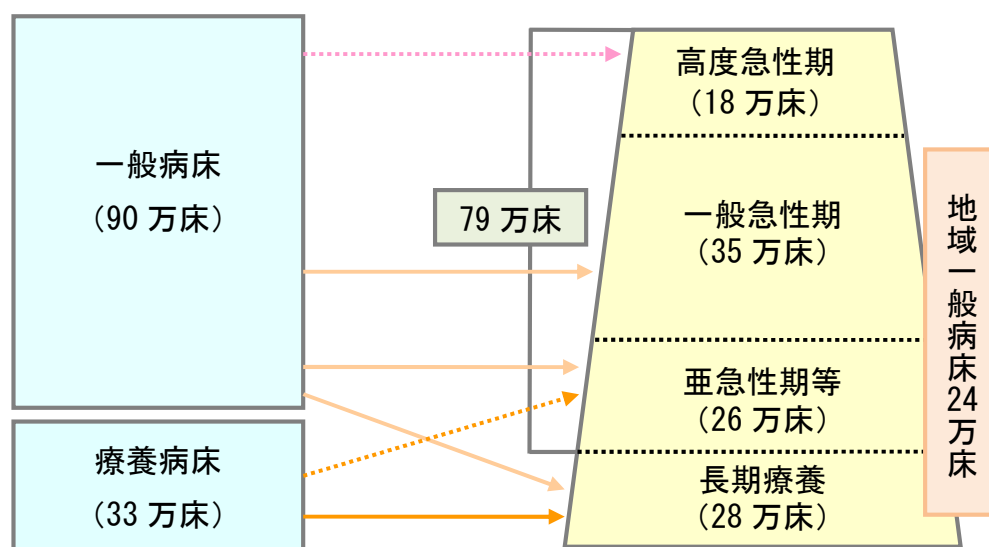 一般病床
（90 万床）
療養病床
（33 万床）
79 万床
高度急性期
（18 万床）
一般急性期
（35 万床）
亜急性期等
（26 万床）
長期療養
（28 万床）
地域一般病床24万床